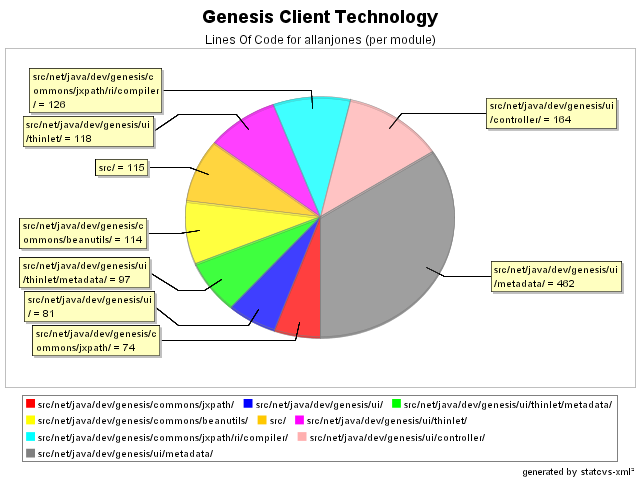 Genesis Client Technology
Lines Of Code for allanjones (per module)
src/net/java/dev/genesis/c
ommons/jxpath/ri/compiler
/ = 126
src/net/java/dev/genesis/ui
/thinlet/ = 118
src/ = 115
src/net/java/dev/genesis/c
ommons/beanutils/ = 114
src/net/java/dev/genesis/ui
/thinlet/metadata/ = 97
src/net/java/dev/genesis/ui
/ = 81
src/net/java/dev/genesis/c
ommons/jxpath/ = 74
src/net/java/dev/genesis/ui
/controller/ = 164
src/net/java/dev/genesis/ui
/metadata/ = 462
src/net/java/dev/genesis/commons/jxpath/ src/net/java/dev/genesis/ui/ src/net/java/dev/genesis/ui/thinlet/metadata/
src/net/java/dev/genesis/commons/beanutils/ src/ src/net/java/dev/genesis/ui/thinlet/
src/net/java/dev/genesis/commons/jxpath/ri/compiler/ src/net/java/dev/genesis/ui/controller/
src/net/java/dev/genesis/ui/metadata/
generated by statcvs-xml²